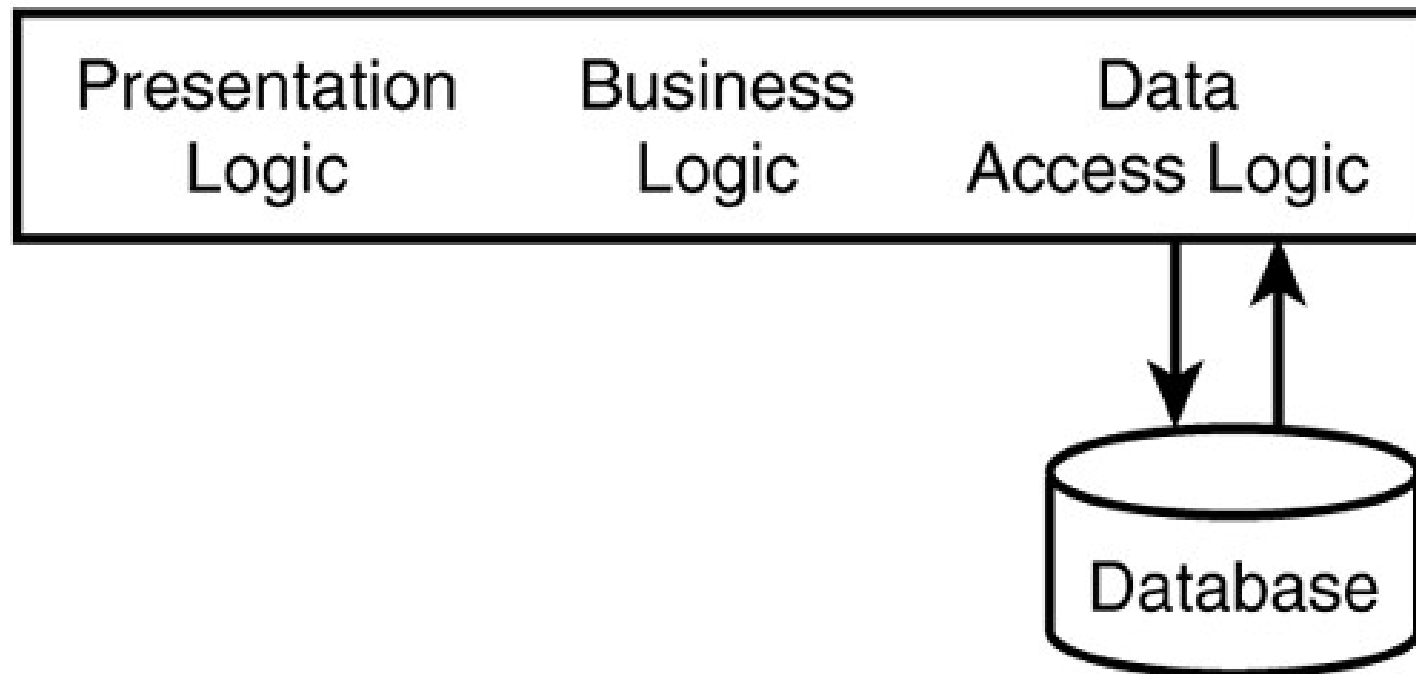 Presentation
Logic
Business
Logic
Data
Access Logic
Database